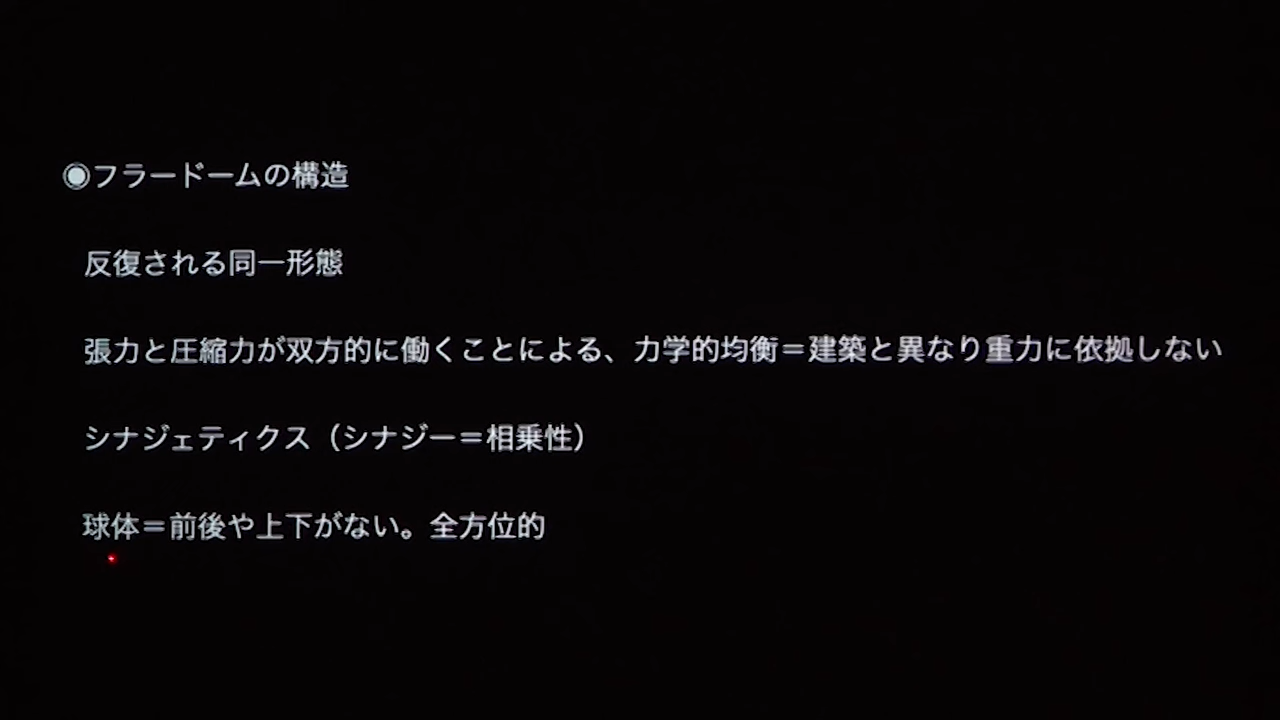 ◉フラードームの構造
反復される同一形態
張力と圧縮力が双方的に働くことによる、力学的均衡＝建築と異なり重力に依拠しない
シナジェティクス（シナジー＝相乗性）
球体＝前後や上下がない。全方位的